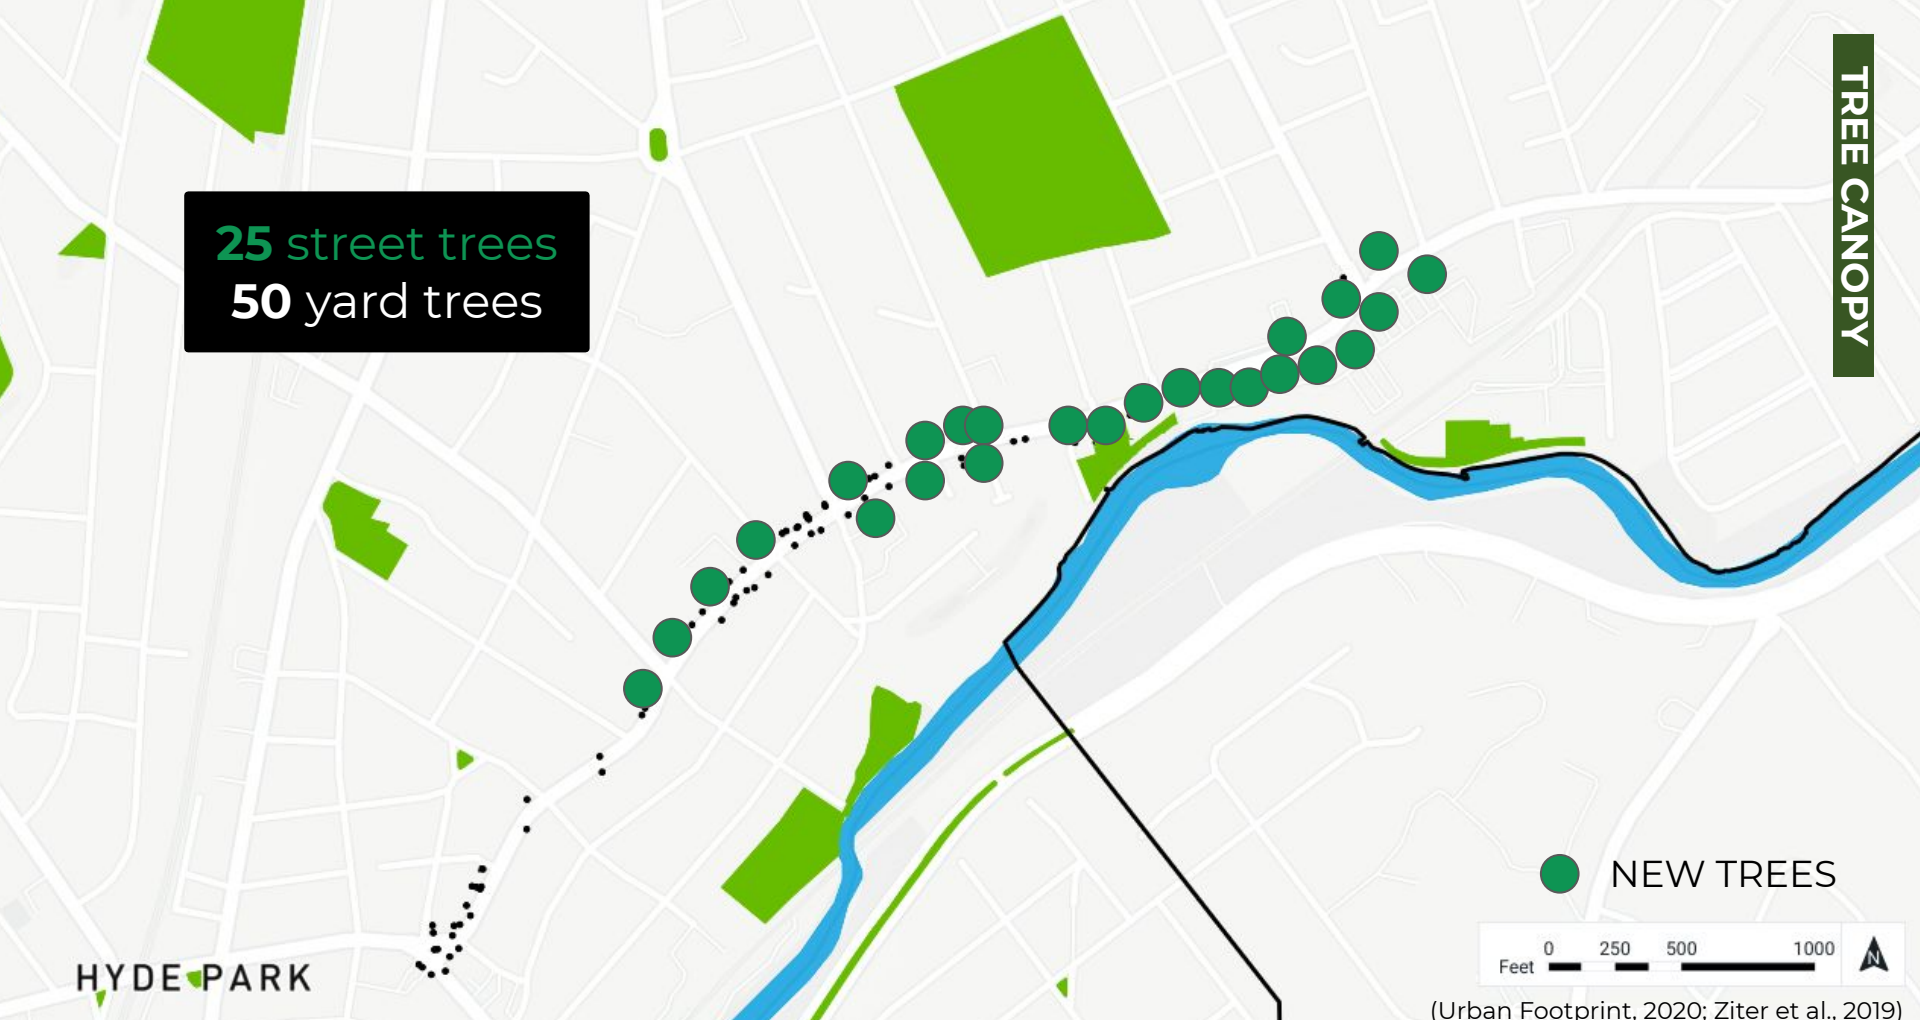 TREE CANOPY
25 street trees
50 yard trees
NEW TREES
0 250 500 1000
Feet
N
HYDE PARK
(Urban Footprint, 2020; Ziter et al., 2019)